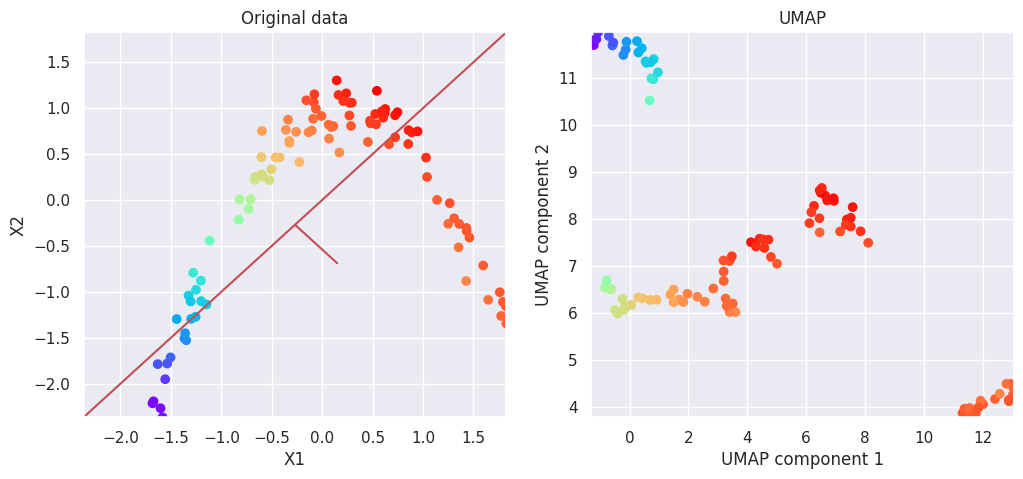 Original data
1.5
1.0
0.5
0.0
−0.5
−1.0
−1.5
−2.0
X2
−2.0 −1.5 −1.0 −0.5 0.0 0.5 1.0 1.5
X1
UMAP
11
10
9
8
7
6
5
4
UMAP component 2
0 2 4 6 8 10 12
UMAP component 1